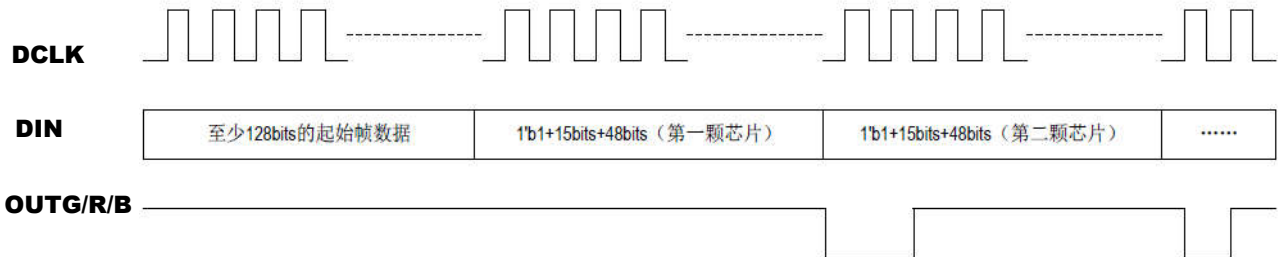 DCLK
DIN
至少128bits的起始帧数据
1'b1+15bits+48bits（第一颗芯片）
1'b1+15bits+48bits（第二颗芯片）
......
OUTG/R/B